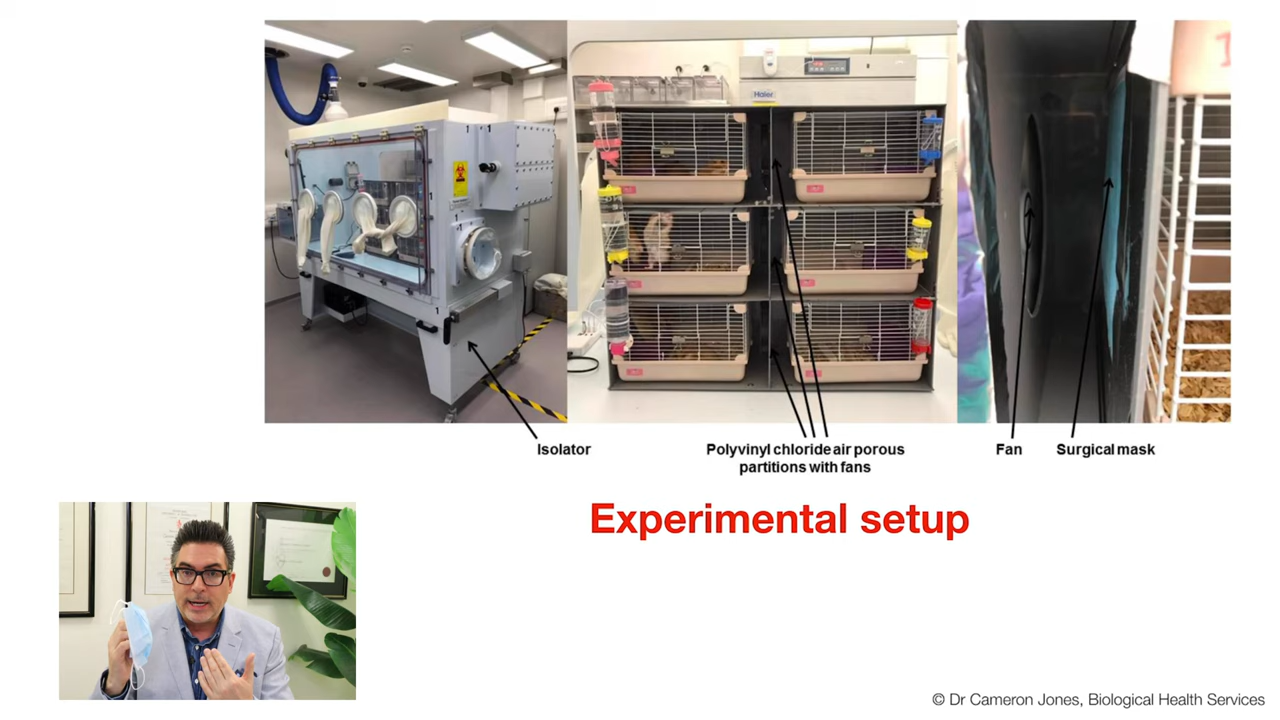 Haier
Isolator
Polyvinyl chloride air porous
partitions with fans
Fan
Surgical mask
Experimental setup
© Dr Cameron Jones, Biological Health Services